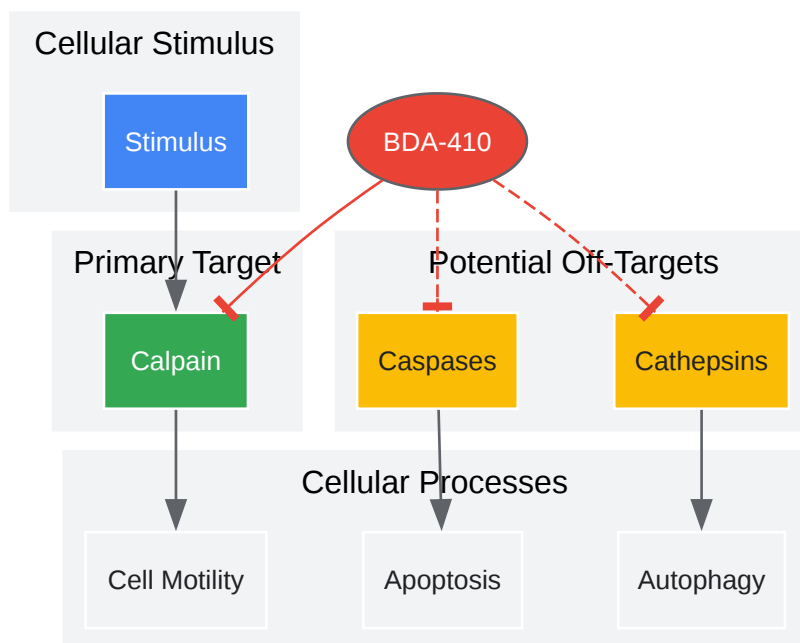 Cellular Stimulus
Stimulus
BDA-410
Primary Target
Potential Off-Targets
Calpain
Caspases
Cathepsins
Cellular Processes
Cell Motility
Apoptosis
Autophagy